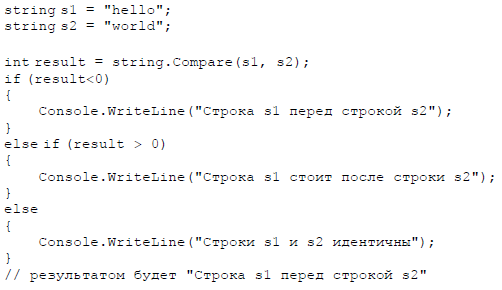 string s1 = "hello";
string s2 = "world";

int result = string.Compare(s1, s2);
if (result<0)
{
    Console.WriteLine("Строка s1 перед строкой s2");
}
else if (result > 0)
{
    Console.WriteLine("Строка s1 стоит после строки s2");
}
else
{
    Console.WriteLine("Строки s1 и s2 идентичны");
}
// результатом будет "Строка s1 перед строкой s2"